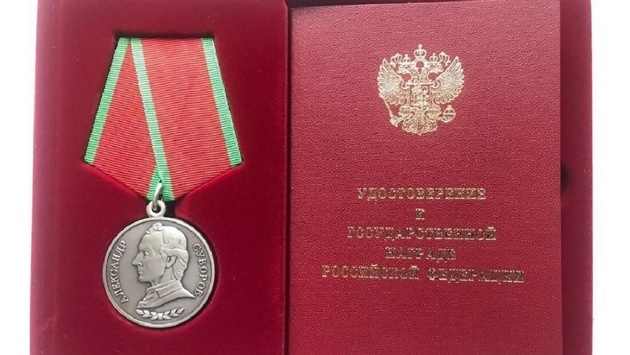 АЛЕКСАНДР СУВОРОВ
УДОСТОВЕРЕНИЕ
К
ГОСУДАРСТВЕННОЙ
НАГРАДЕ
РОССИЙСКОЙ ФЕДЕРАЦИИ